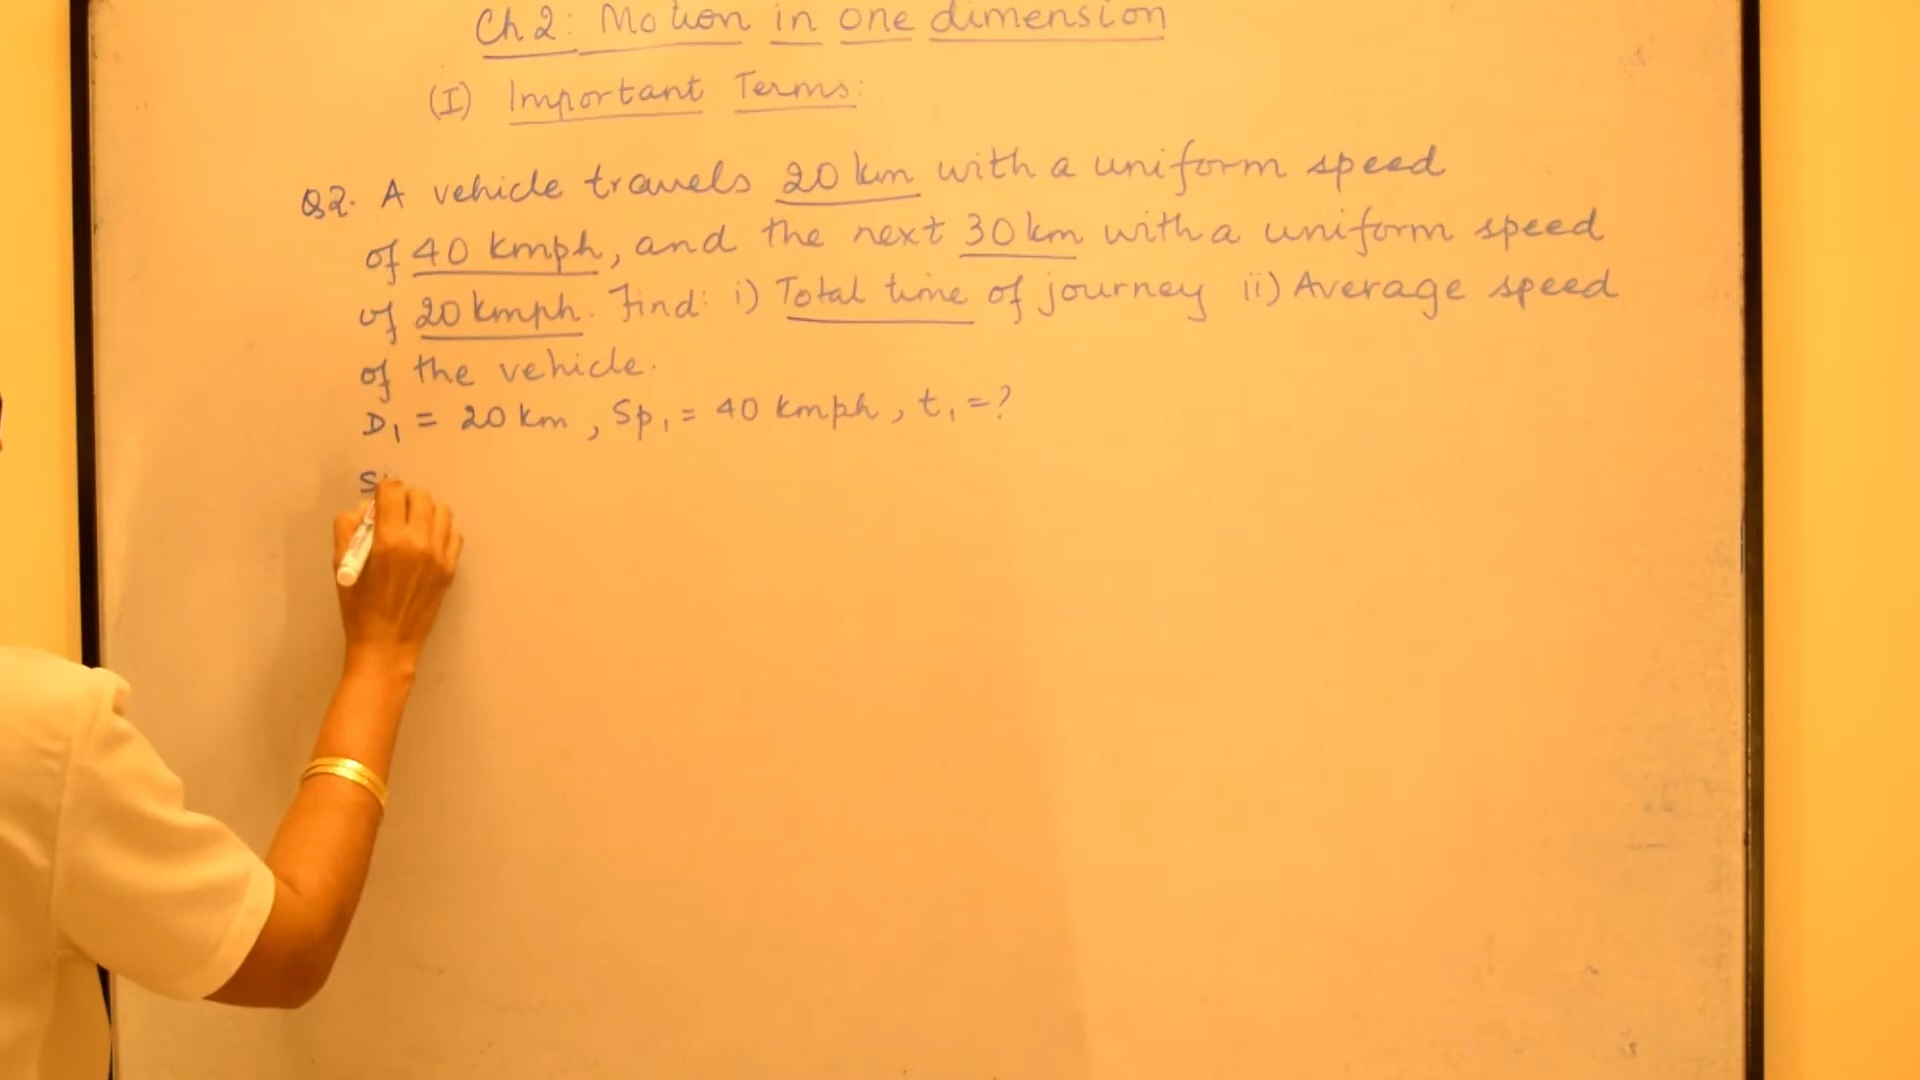 Ch 2: Motion in one dimension
(I) Important Terms:
Q2. A vehicle travels 20 km with a uniform speed
of 40 kmph, and the next 30 km with a uniform speed
of 20 kmph. Find: i) Total time of journey ii) Average speed
of the vehicle.
D₁ = 20 km, Sp₁ = 40 kmph, t₁ = ?